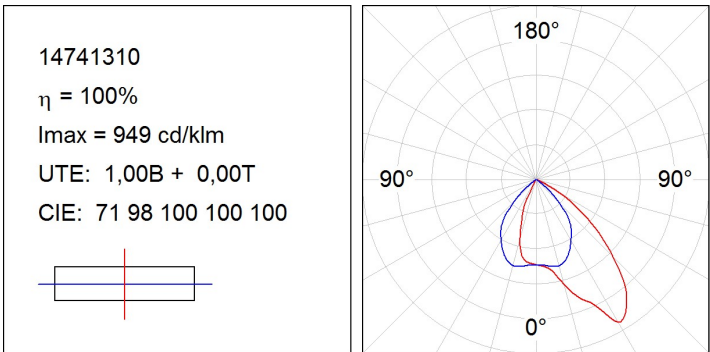 14741310
η = 100%
Imax = 949 cd/klm
UTE: 1,00B + 0,00T
CIE: 71 98 100 100 100
180°
90°
90°
0°